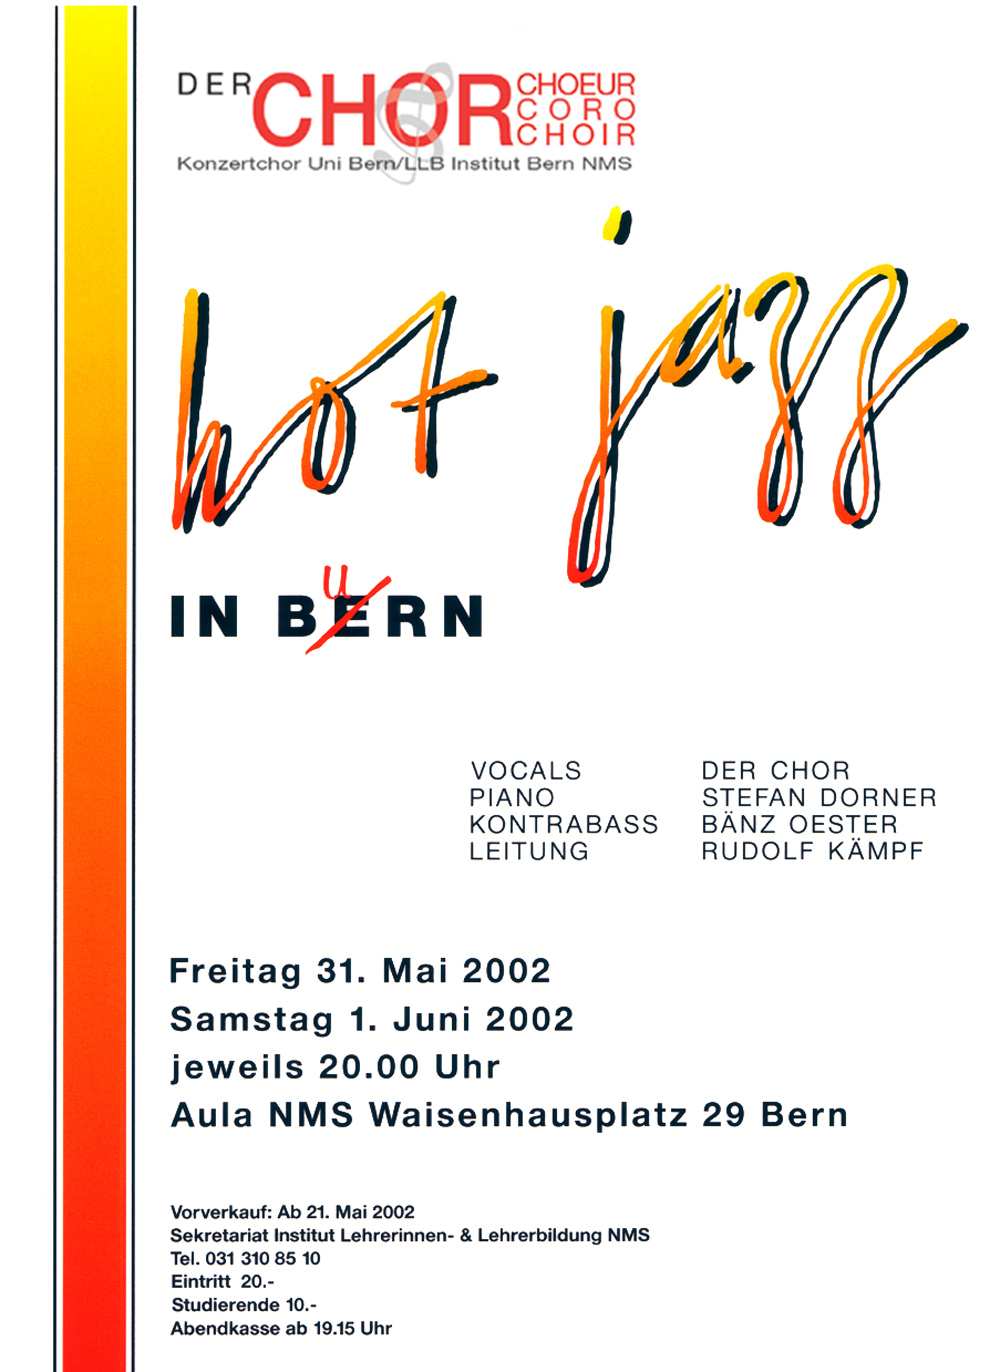 DER CHOR CHOEUR
CORO
CHOIR
Konzertchor Uni Bern/LLB Institut Bern NMS
hot jazz
u
IN BERN
VOCALS DER CHOR
PIANO STEFAN DORNER
KONTRABASS BÄNZ OESTER
LEITUNG RUDOLF KÄMPF
Freitag 31. Mai 2002
Samstag 1. Juni 2002
jeweils 20.00 Uhr
Aula NMS Waisenhausplatz 29 Bern
Vorverkauf: Ab 21. Mai 2002
Sekretariat Institut Lehrerinnen- & Lehrerbildung NMS
Tel. 031 310 85 10
Eintritt 20.-
Studierende 10.-
Abendkasse ab 19.15 Uhr